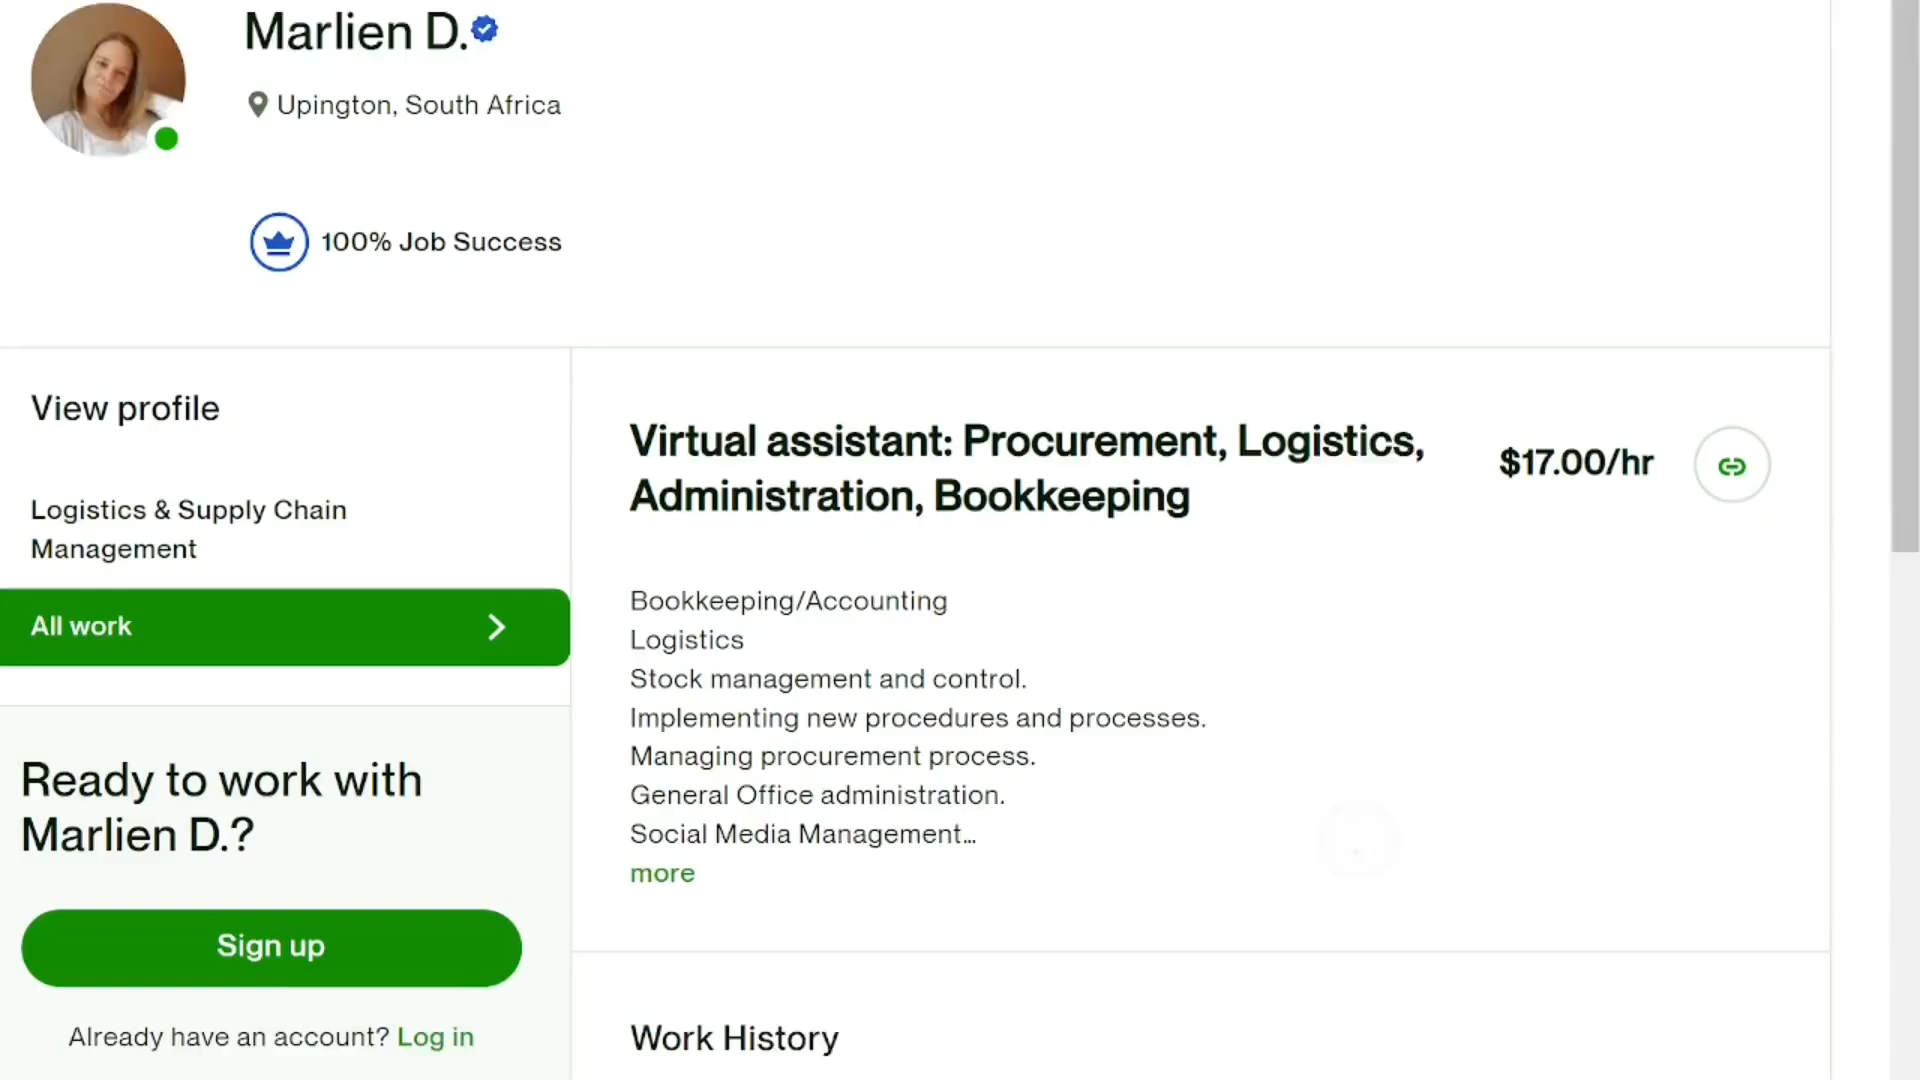 Marlien D.
Upington, South Africa
100% Job Success
View profile
Logistics & Supply Chain
Management
All work
Ready to work with
Marlien D.?
Sign up
Already have an account? Log in
Virtual assistant: Procurement, Logistics,
Administration, Bookkeeping
$17.00/hr
Bookkeeping/Accounting
Logistics
Stock management and control.
Implementing new procedures and processes.
Managing procurement process.
General Office administration.
Social Media Management...
more
Work History